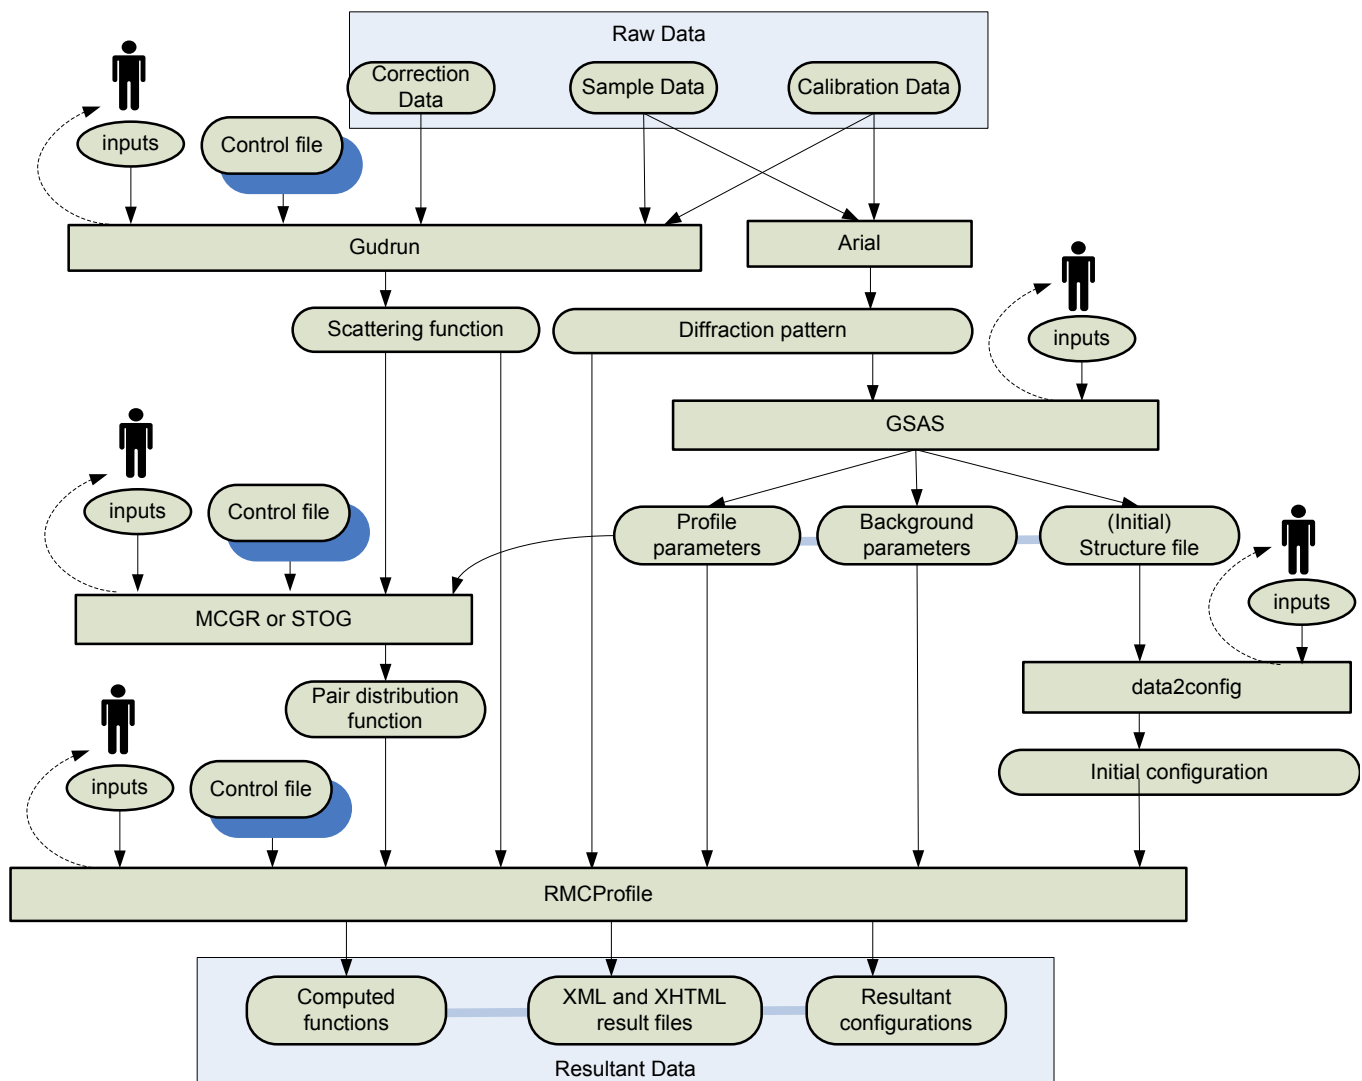 Raw Data
Correction
Data
Sample Data
Calibration Data
inputs
Control file
Gudrun
Arial
Scattering function
Diffraction pattern
inputs
GSAS
inputs
Control file
Profile
parameters
Background
parameters
(Initial)
Structure file
inputs
MCGR or STOG
data2config
Pair distribution
function
Initial configuration
inputs
Control file
RMCProfile
Computed
functions
XML and XHTML
result files
Resultant
configurations
Resultant Data